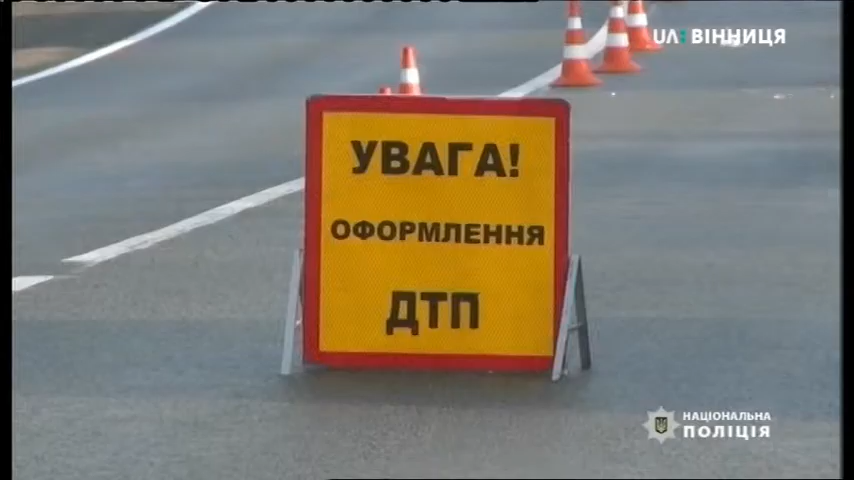 UA: ВІННИЦЯ
УВАГА!
ОФОРМЛЕННЯ
ДТП
НАЦІОНАЛЬНА
ПОЛІЦІЯ